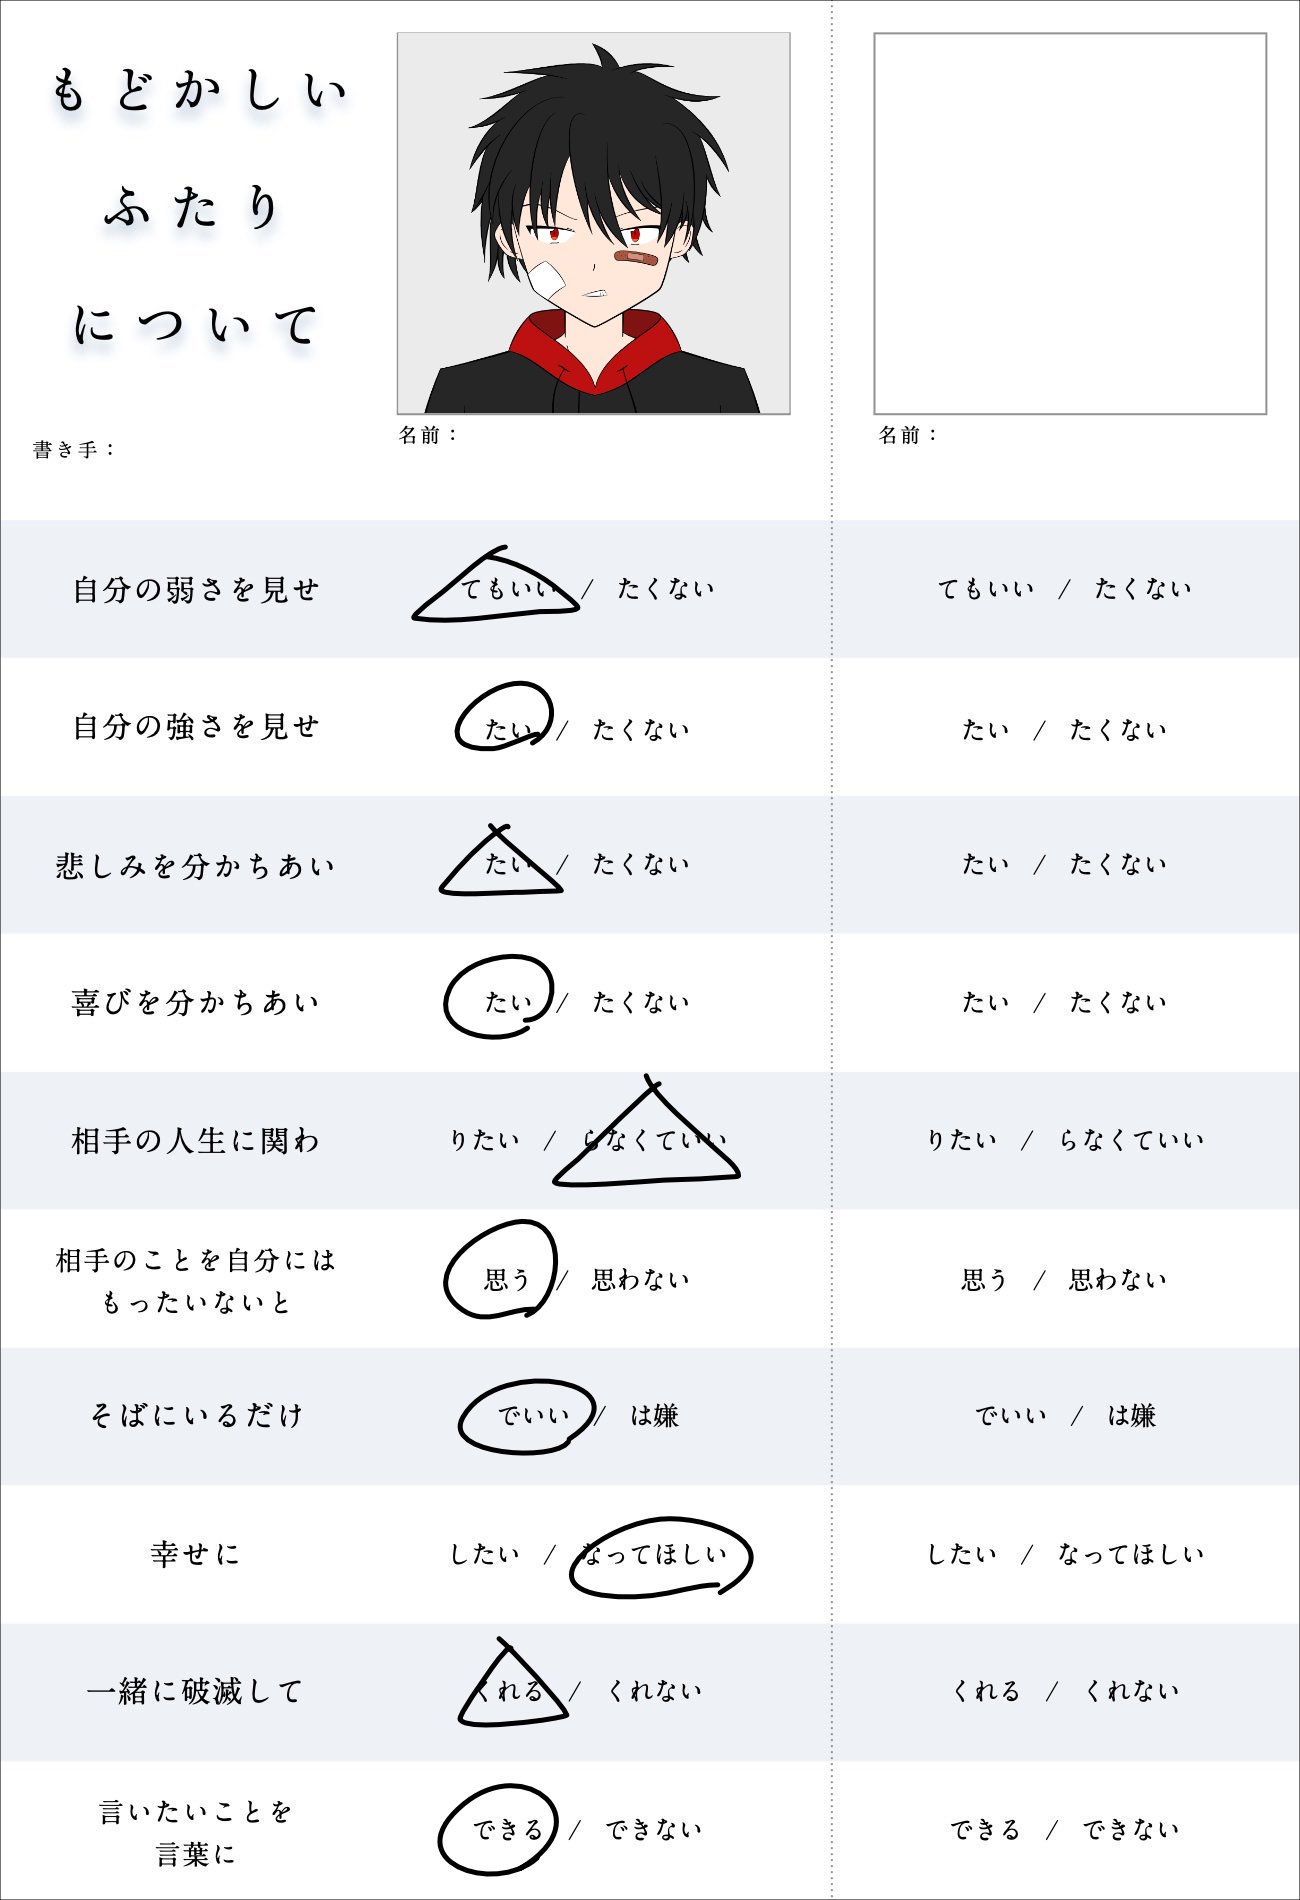 もどかしい
ふたり
について
書き手：
名前：
名前：
自分の弱さを見せ
てもいい / たくない
てもいい / たくない
自分の強さを見せ
たい / たくない
たい / たくない
悲しみを分かちあい
たい / たくない
たい / たくない
喜びを分かちあい
たい / たくない
たい / たくない
相手の人生に関わ
りたい / らなくていい
りたい / らなくていい
相手のことを自分には
もったいないと
思う / 思わない
思う / 思わない
そばにいるだけ
でいい / は嫌
でいい / は嫌
幸せに
したい / なってほしい
したい / なってほしい
一緒に破滅して
くれる / くれない
くれる / くれない
言いたいことを
言葉に
できる / できない
できる / できない